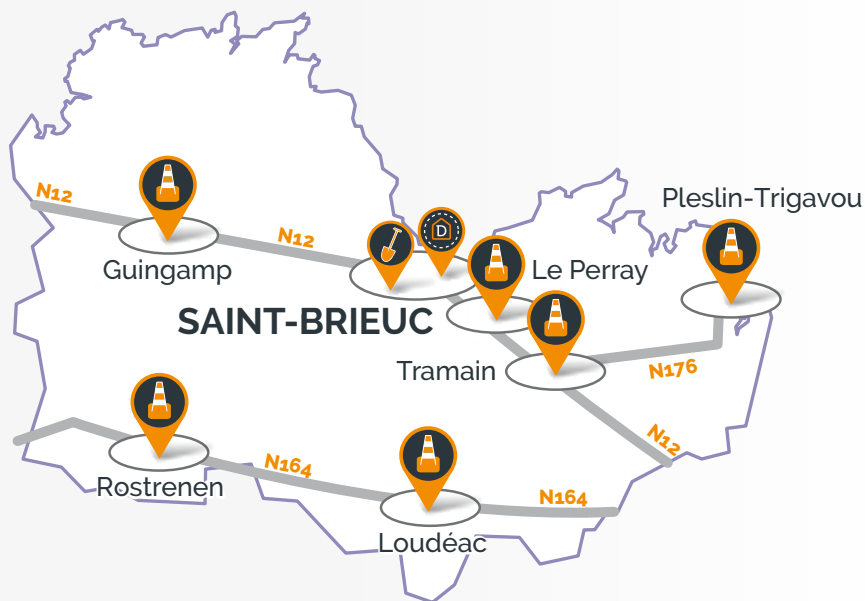 Pleslin-Trigavou
N12
N12
D
Guingamp
Le Perray
SAINT-BRIEUC
Tramain
N176
N12
Rostrenen
N164
N164
Loudéac